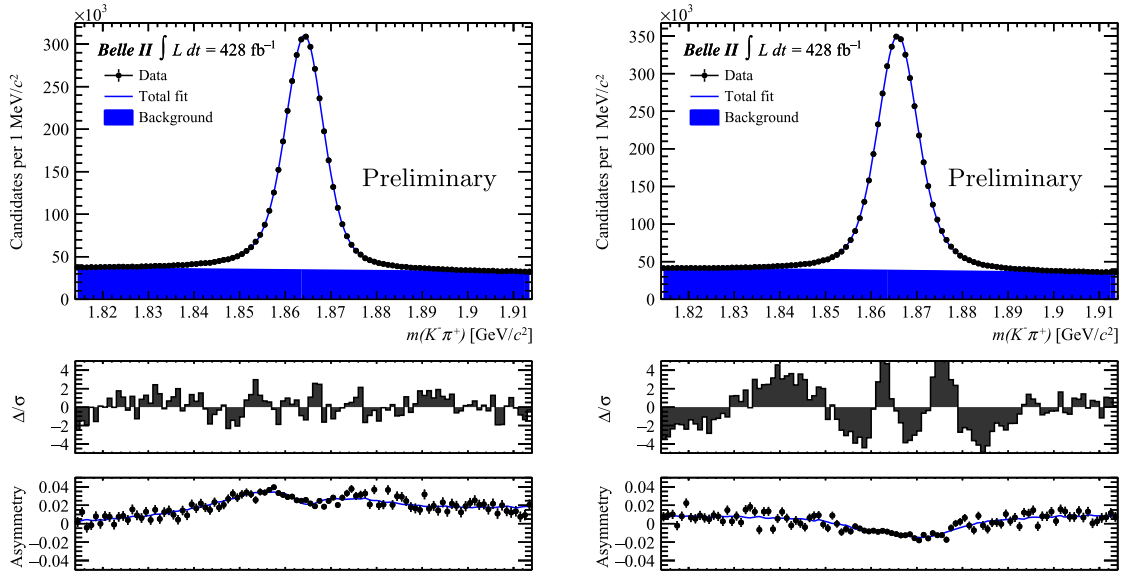 ×10³
Belle II ∫ L dt = 428 fb⁻¹
Data
Total fit
Background
Preliminary
Candidates per 1 MeV/c²
300
250
200
150
100
50
0
1.82 1.83 1.84 1.85 1.86 1.87 1.88 1.89 1.9 1.91
m(K⁻π⁺) [GeV/c²]
Δ/σ
4
2
0
−2
−4
Asymmetry
0.04
0.02
0
−0.02
−0.04
×10³
Belle II ∫ L dt = 428 fb⁻¹
Data
Total fit
Background
Preliminary
Candidates per 1 MeV/c²
350
300
250
200
150
100
50
0
1.82 1.83 1.84 1.85 1.86 1.87 1.88 1.89 1.9 1.91
m(K⁻π⁺) [GeV/c²]
Δ/σ
4
2
0
−2
−4
Asymmetry
0.04
0.02
0
−0.02
−0.04